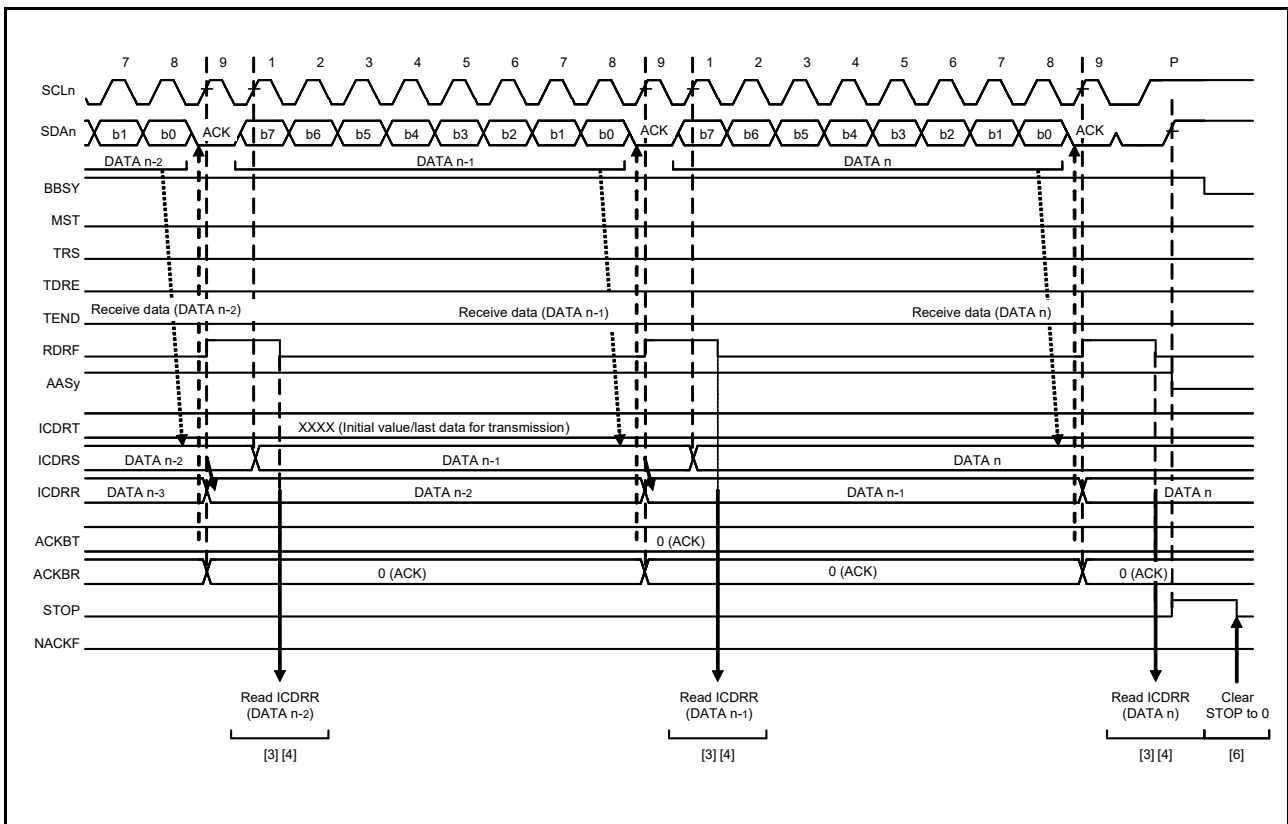 7 8 9 1 2 3 4 5 6 7 8 9 1 2 3 4 5 6 7 8 9 P
SCLn
SDAn b1 b0 ACK b7 b6 b5 b4 b3 b2 b1 b0 ACK b7 b6 b5 b4 b3 b2 b1 b0 ACK
DATA n-2 DATA n-1 DATA n
BBSY
MST
TRS
TDRE
Receive data (DATA n-2) Receive data (DATA n-1) Receive data (DATA n)
TEND
RDRF
AASy
ICDRT XXXX (Initial value/last data for transmission)
ICDRS DATA n-2 DATA n-1 DATA n
ICDRR DATA n-3 DATA n-2 DATA n-1 DATA n
ACKBT 0 (ACK)
ACKBR 0 (ACK) 0 (ACK) 0 (ACK)
STOP
NACKF
Read ICDRR Read ICDRR Read ICDRR Clear
(DATA n-2) (DATA n-1) (DATA n) STOP to 0
[3] [4] [3] [4] [3] [4] [6]